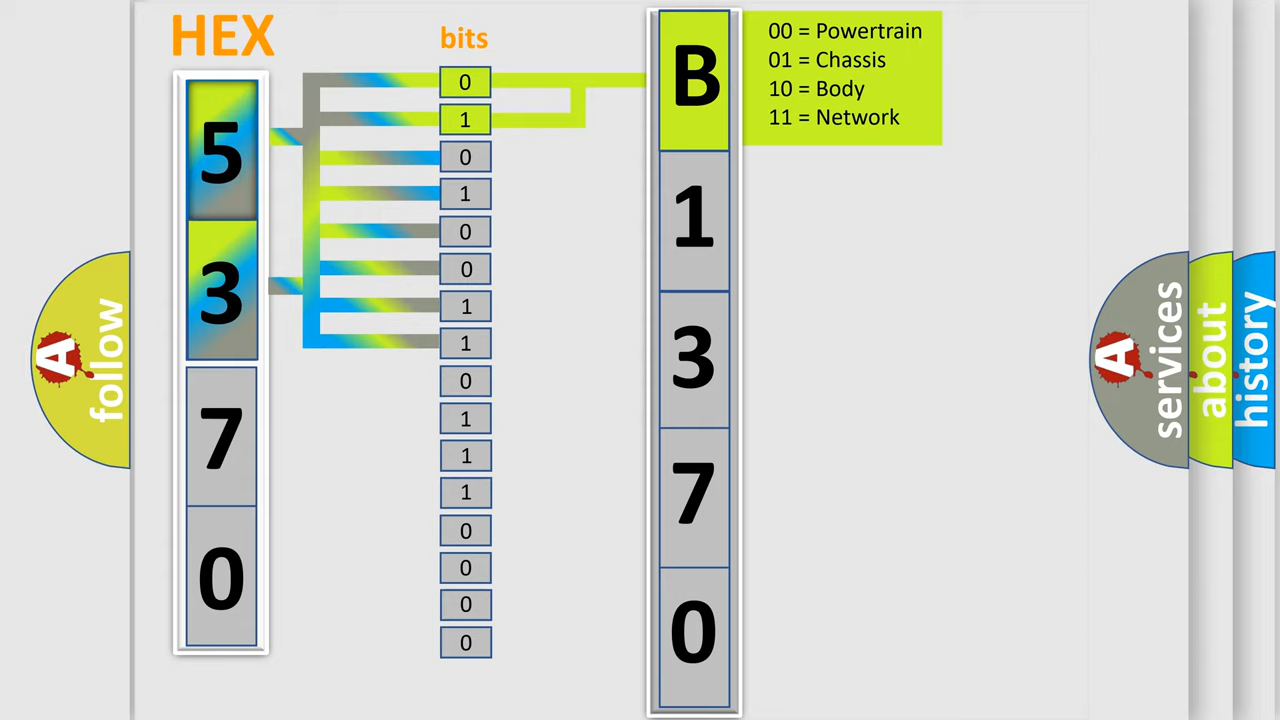 HEX
bits
5
3
7
0
0
1
0
1
0
0
1
1
0
1
1
1
0
0
0
0
B
1
3
7
0
00 = Powertrain
01 = Chassis
10 = Body
11 = Network
A follow
A services
about
history